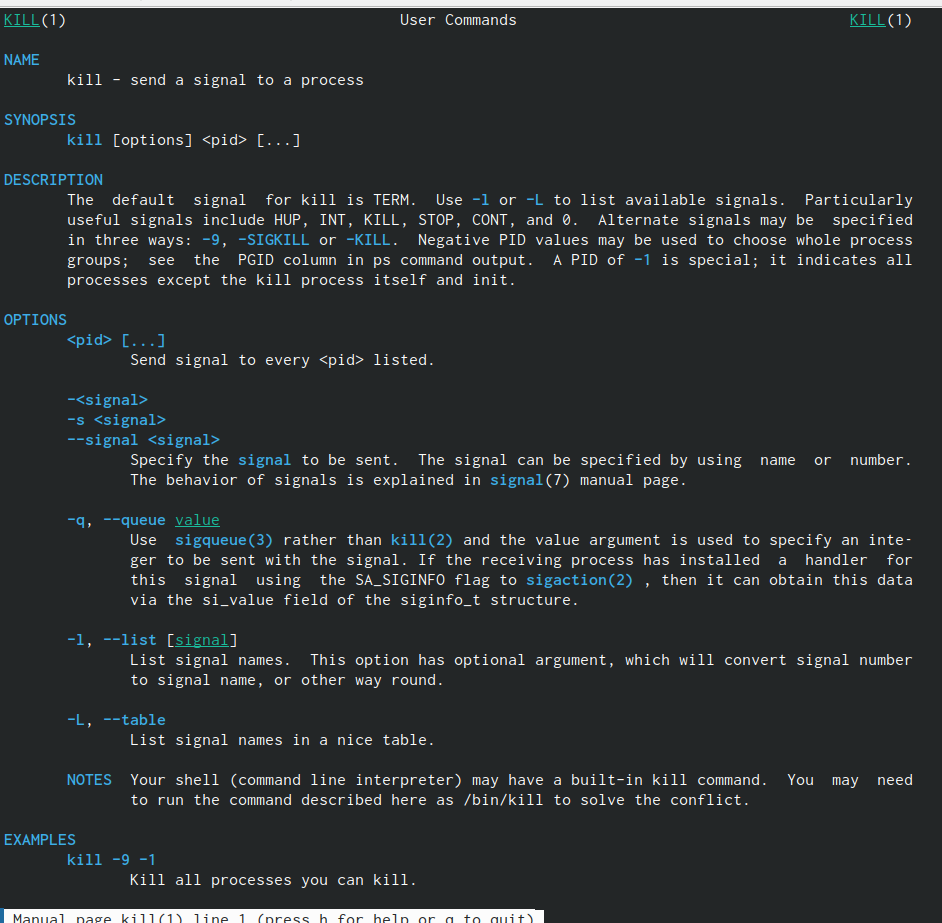 KILL(1) User Commands KILL(1)
NAME
kill - send a signal to a process
SYNOPSIS
kill [options] <pid> [...]
DESCRIPTION
The default signal for kill is TERM. Use -l or -L to list available signals. Particularly
useful signals include HUP, INT, KILL, STOP, CONT, and 0. Alternate signals may be specified
in three ways: -9, -SIGKILL or -KILL. Negative PID values may be used to choose whole process
groups; see the PGID column in ps command output. A PID of -1 is special; it indicates all
processes except the kill process itself and init.
OPTIONS
<pid> [...]
Send signal to every <pid> listed.
-<signal>
-s <signal>
--signal <signal>
Specify the signal to be sent. The signal can be specified by using name or number.
The behavior of signals is explained in signal(7) manual page.
-q, --queue value
Use sigqueue(3) rather than kill(2) and the value argument is used to specify an inte-
ger to be sent with the signal. If the receiving process has installed a handler for
this signal using the SA_SIGINFO flag to sigaction(2) , then it can obtain this data
via the si_value field of the siginfo_t structure.
-l, --list [signal]
List signal names. This option has optional argument, which will convert signal number
to signal name, or other way round.
-L, --table
List signal names in a nice table.
NOTES Your shell (command line interpreter) may have a built-in kill command. You may need
to run the command described here as /bin/kill to solve the conflict.
EXAMPLES
kill -9 -1
Kill all processes you can kill.
Manual page kill(1) line 1 (press h for help or q to quit)